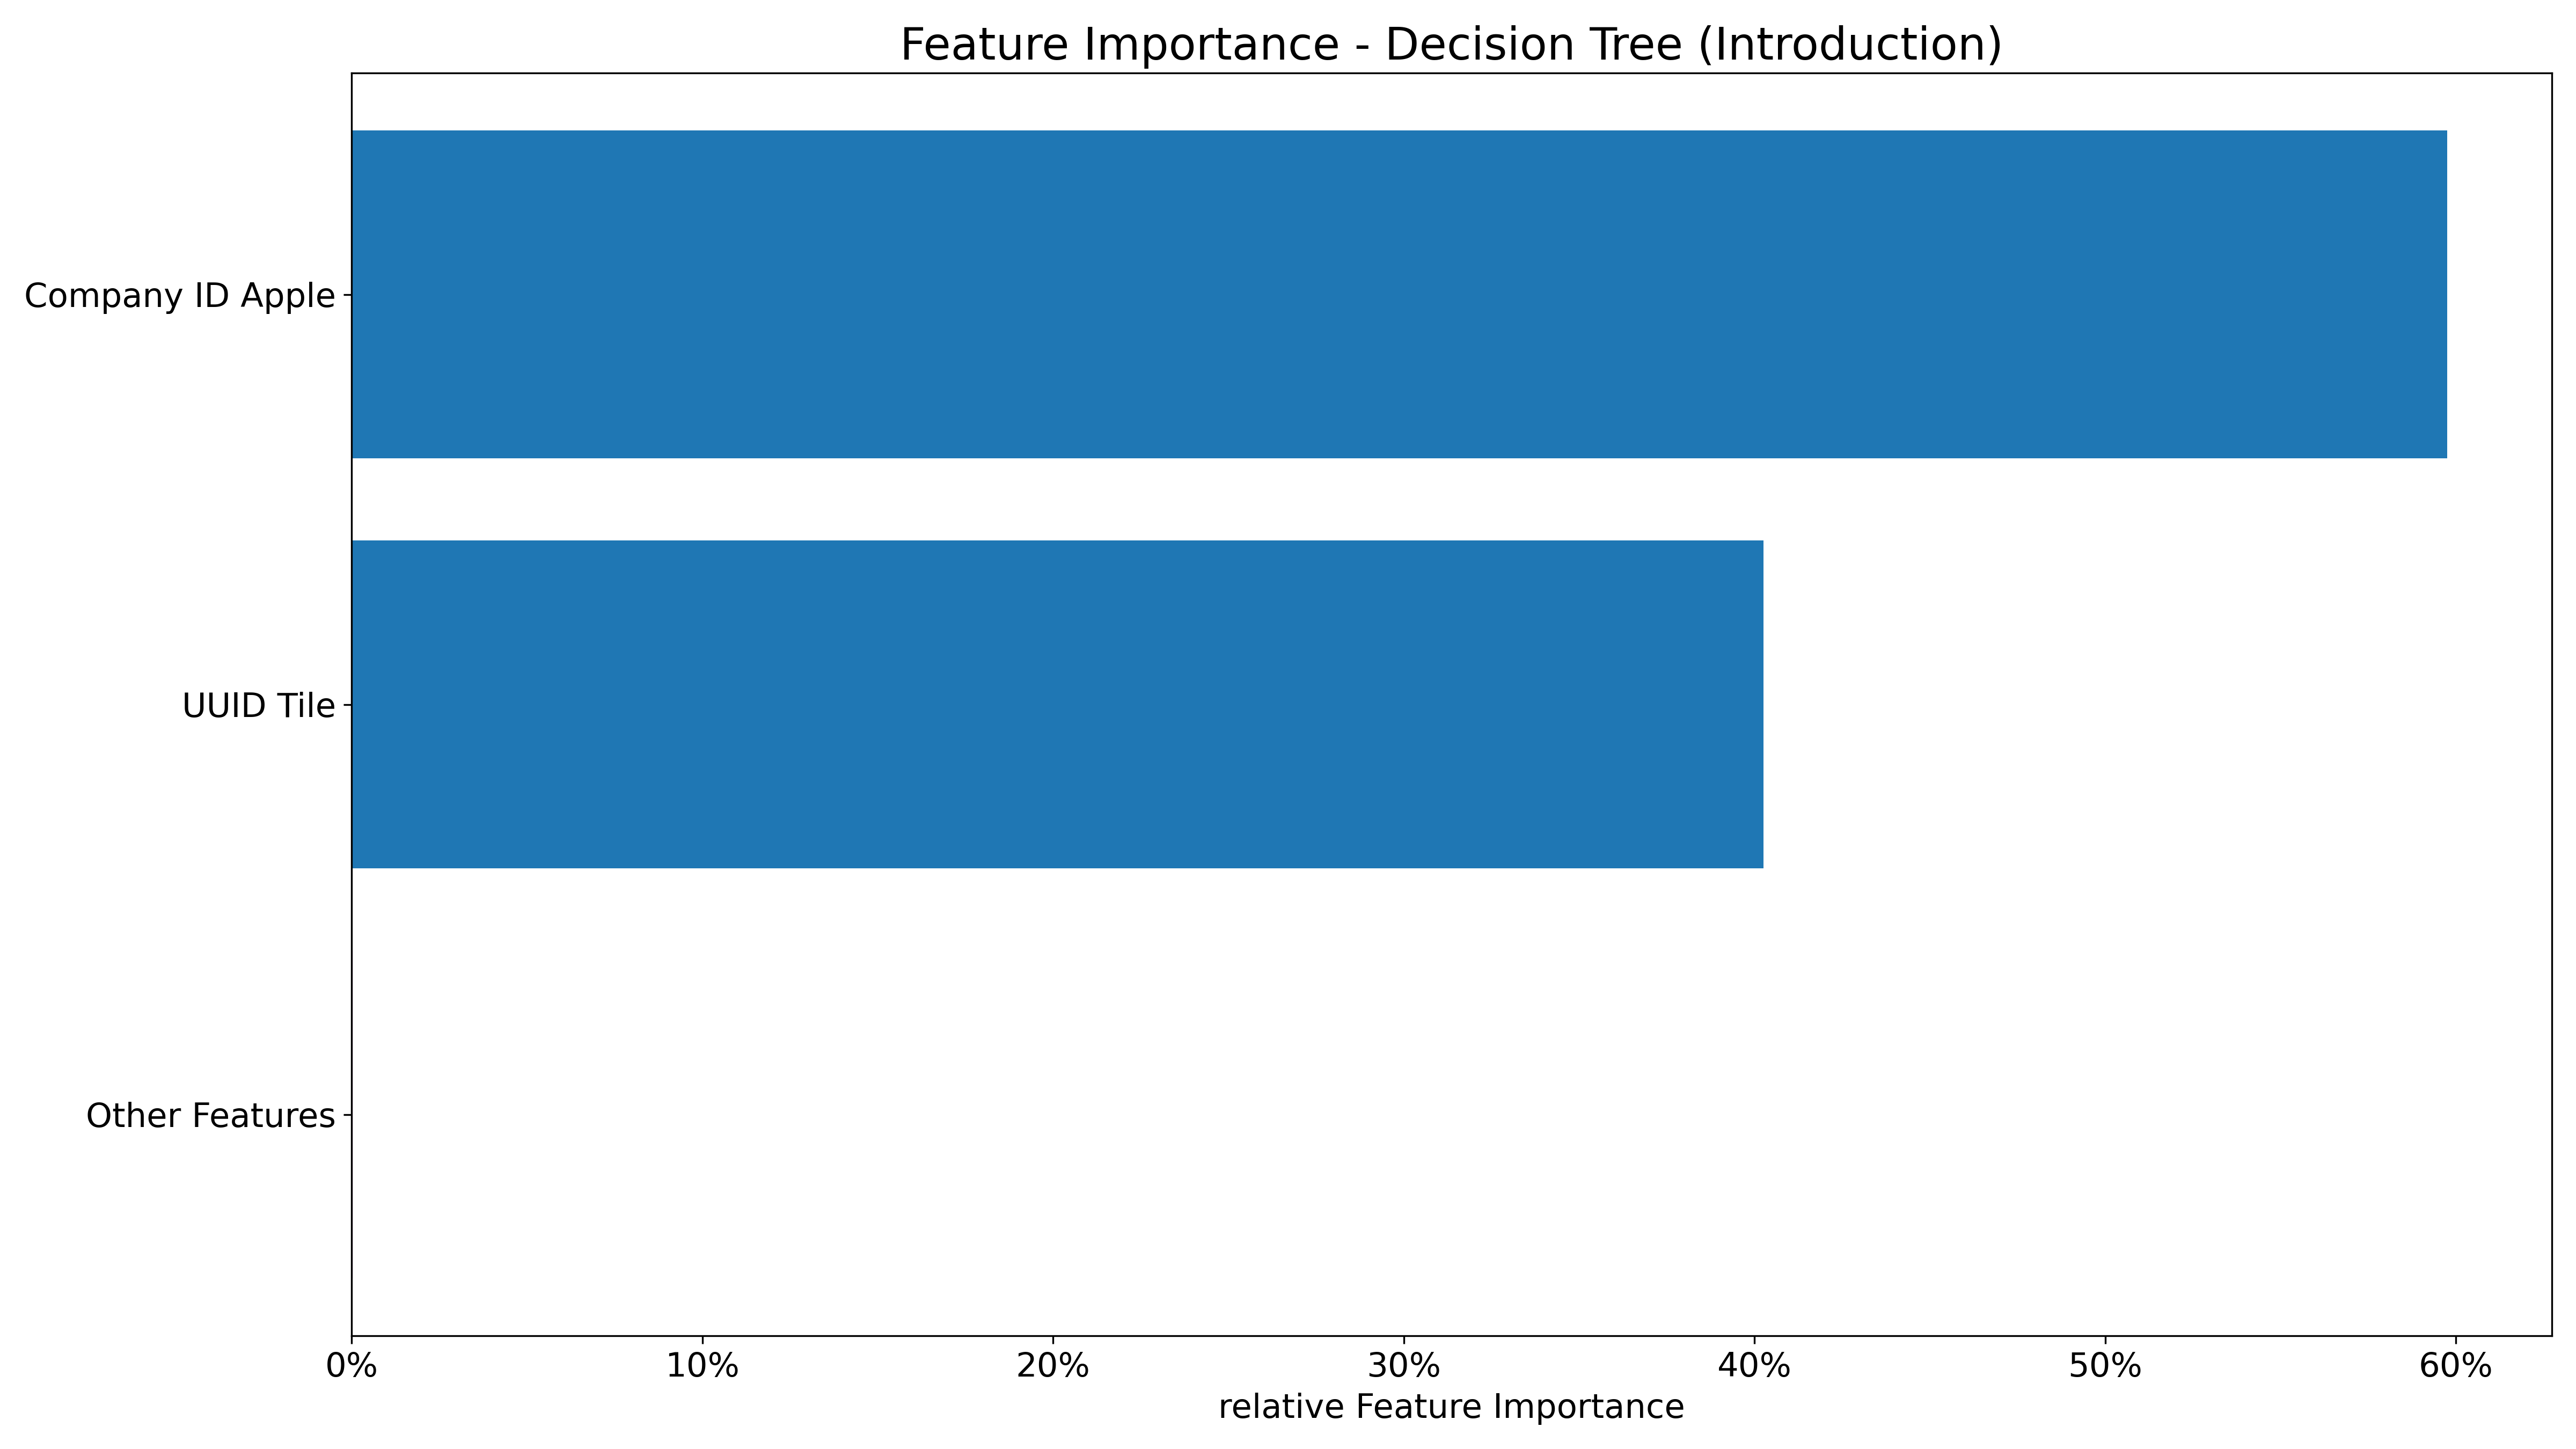 Feature Importance - Decision Tree (Introduction)
Company ID Apple
UUID Tile
Other Features
0% 10% 20% 30% 40% 50% 60%
relative Feature Importance